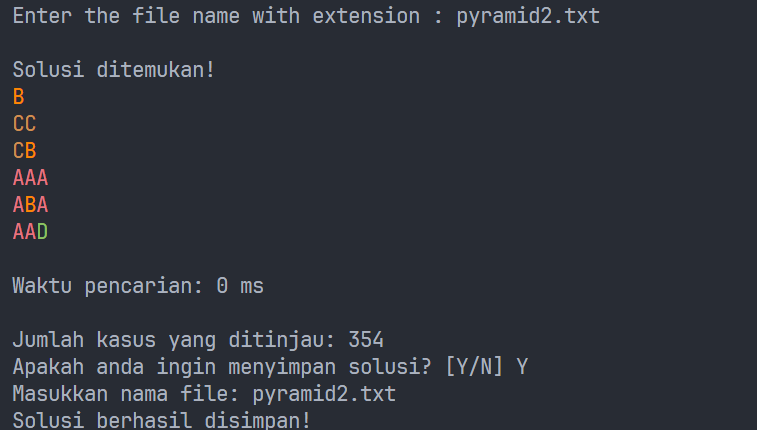 Enter the file name with extension : pyramid2.txt
Solusi ditemukan!
B
CC
CB
AAA
ABA
AAD
Waktu pencarian: 0 ms
Jumlah kasus yang ditinjau: 354
Apakah anda ingin menyimpan solusi? [Y/N] Y
Masukkan nama file: pyramid2.txt
Solusi berhasil disimpan!